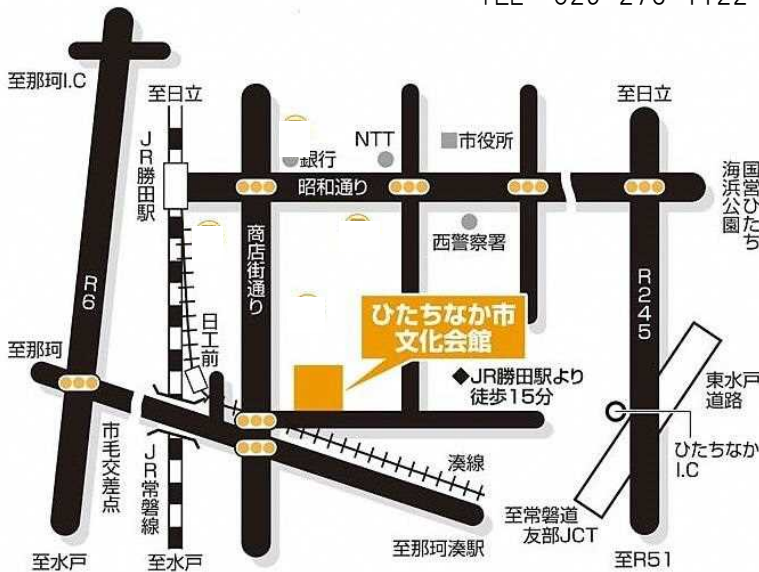 至那珂I.C
至日立
JR勝田駅
銀行
NTT
市役所
至日立
昭和通り
国営ひたち
海浜公園
西警察署
商店街通り
R6
R245
日工前
ひたちなか市
文化会館
至那珂
◆JR勝田駅より
徒歩15分
東水戸
道路
ひたちなか
I.C
市毛交差点
JR常磐線
湊線
至常磐道
友部JCT
至那珂湊駅
至水戸
至水戸
至R51